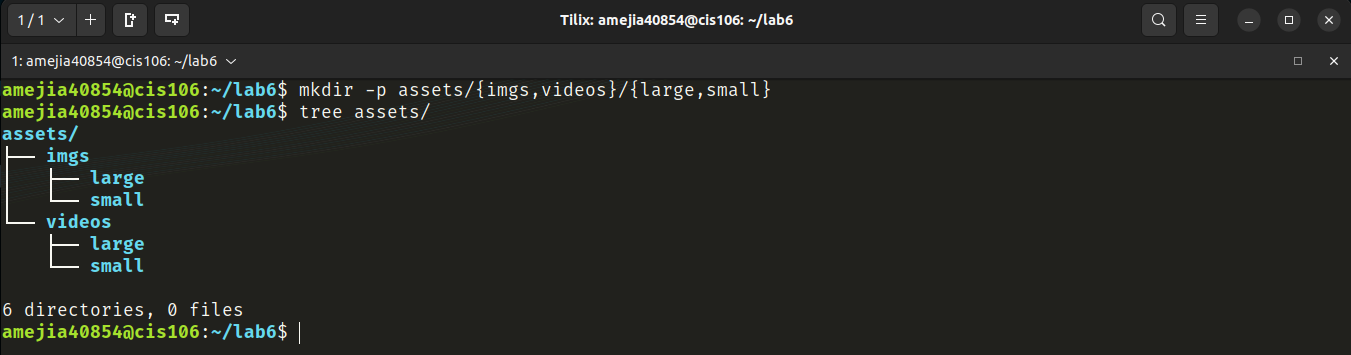 1 / 1
Tilix: amejia40854@cis106: ~/lab6
1: amejia40854@cis106: ~/lab6
amejia40854@cis106:~/lab6$ mkdir -p assets/{imgs,videos}/{large,small}
amejia40854@cis106:~/lab6$ tree assets/
assets/
├── imgs
│   ├── large
│   └── small
└── videos
    ├── large
    └── small
6 directories, 0 files
amejia40854@cis106:~/lab6$